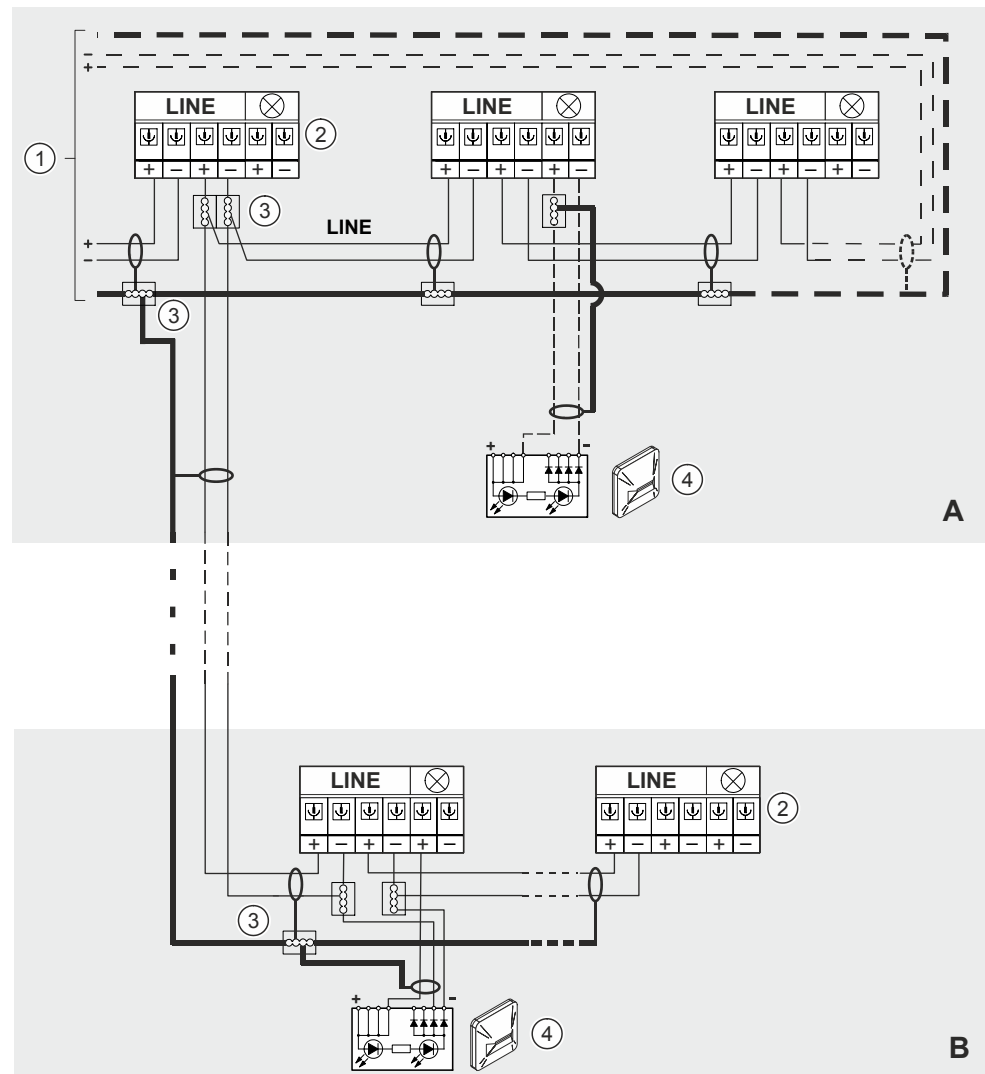 - 
+
LINE LINE LINE
1
2
+ – + – + –
+ – + – + –
+ – + – + –
3
LINE
+
–
3
+ -
4
A
LINE LINE
2
+ – + – + –
+ – + – + –
3
+ -
4
B